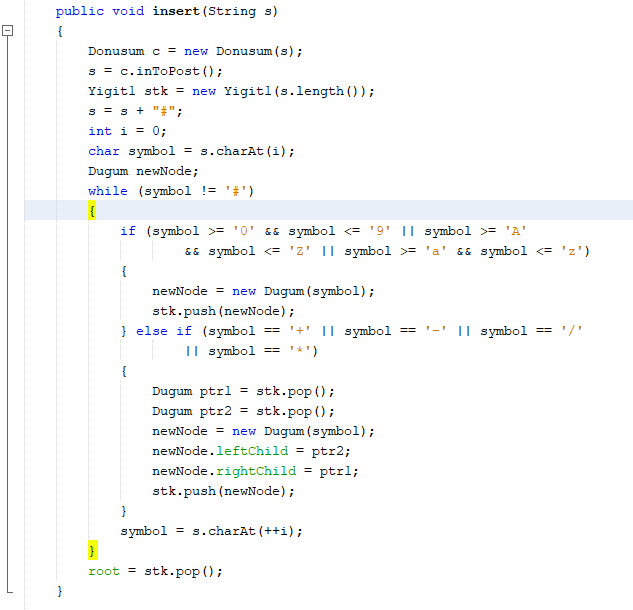 public void insert(String s)
{
Donusum c = new Donusum(s);
s = c.inToPost();
Yigit1 stk = new Yigit1(s.length());
s = s + "#";
int i = 0;
char symbol = s.charAt(i);
Dugum newNode;
while (symbol != '#')
{
if (symbol >= '0' && symbol <= '9' || symbol >= 'A'
&& symbol <= 'Z' || symbol >= 'a' && symbol <= 'z')
{
newNode = new Dugum(symbol);
stk.push(newNode);
} else if (symbol == '+' || symbol == '-' || symbol == '/'
|| symbol == '*')
{
Dugum ptr1 = stk.pop();
Dugum ptr2 = stk.pop();
newNode = new Dugum(symbol);
newNode.leftChild = ptr2;
newNode.rightChild = ptr1;
stk.push(newNode);
}
symbol = s.charAt(++i);
}
root = stk.pop();
}